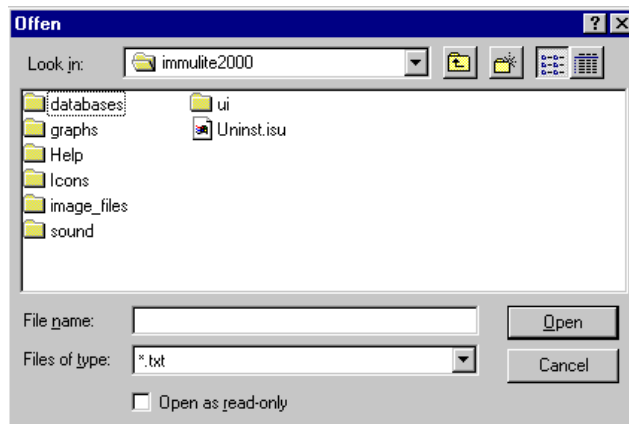 Offen
Look in: immulite2000
databases ui
graphs Uninst.isu
Help
Icons
image_files
sound
File name: Open
Files of type: *.txt Cancel
Open as read-only